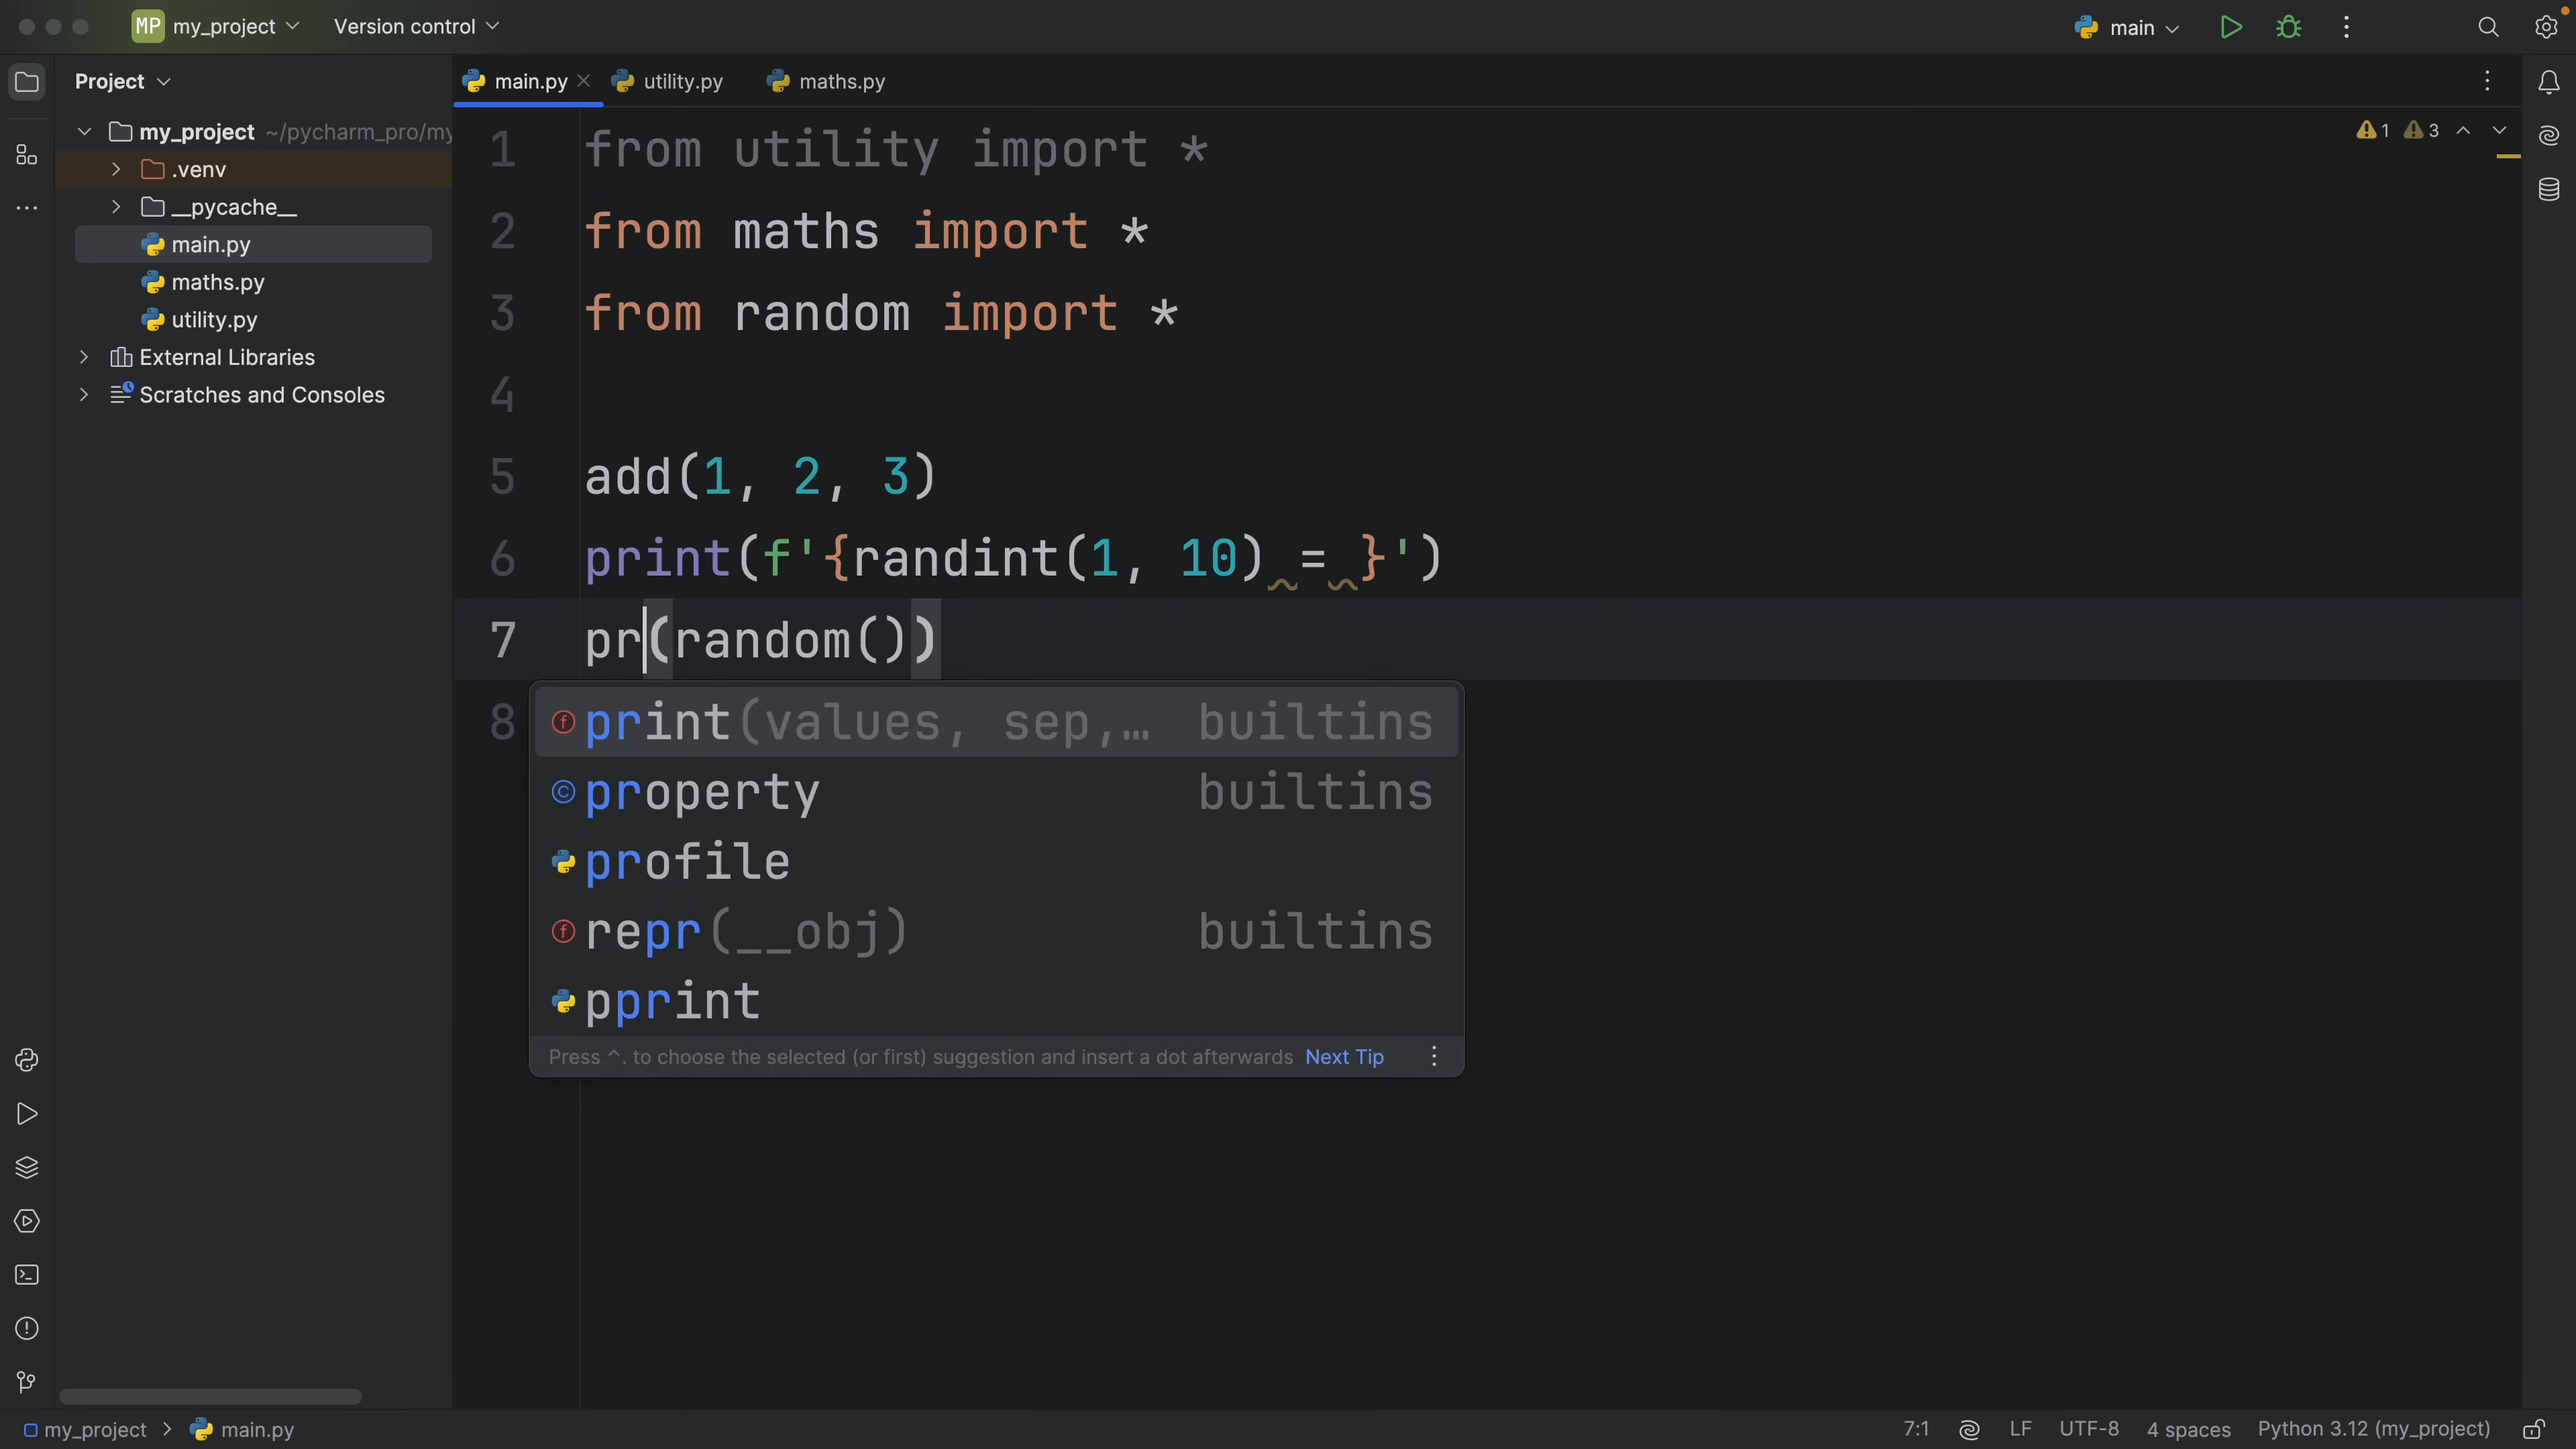 MP my_project Version control main
Project main.py utility.py maths.py
my_project ~/pycharm_pro/my
.venv
__pycache__
main.py
maths.py
utility.py
External Libraries
Scratches and Consoles
1 3
1 from utility import *
2 from maths import *
3 from random import *
4
5 add(1, 2, 3)
6 print(f'{randint(1, 10) = }')
7 pr(random())
8
print(values, sep,… builtins
property builtins
profile
repr(__obj) builtins
pprint
Press ^. to choose the selected (or first) suggestion and insert a dot afterwards Next Tip
my_project > main.py 7:1 LF UTF-8 4 spaces Python 3.12 (my_project)